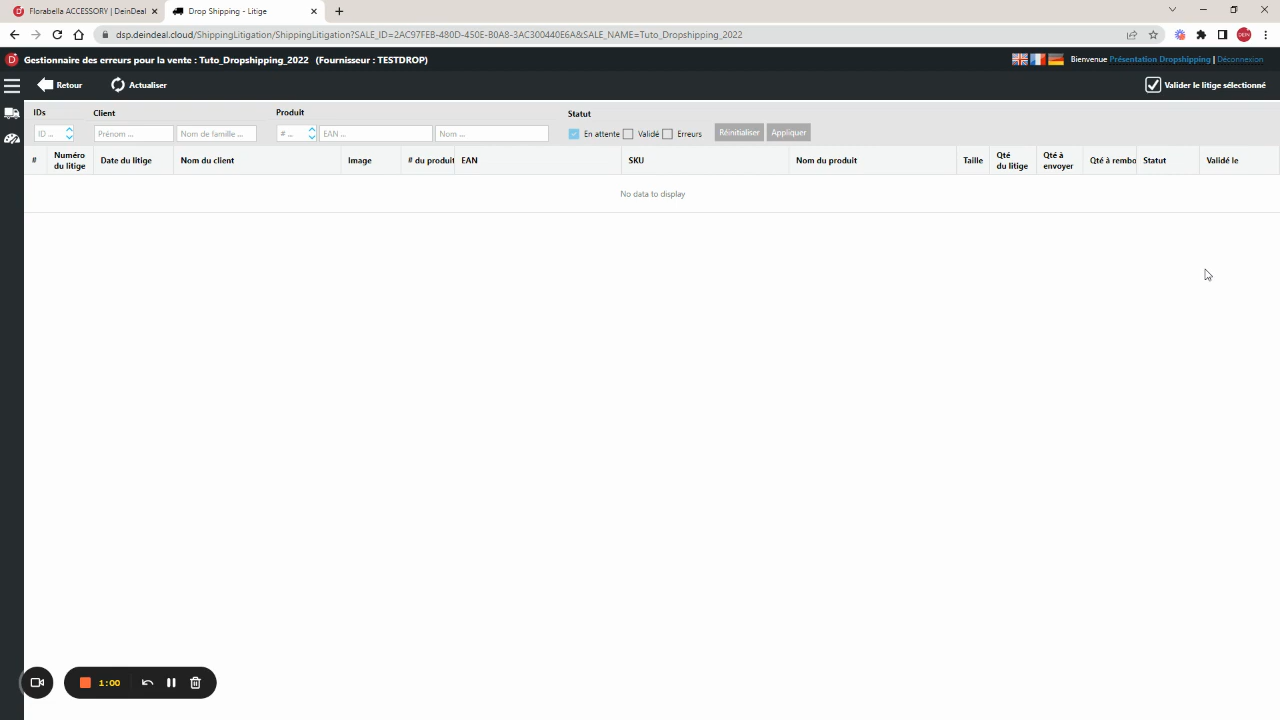 Florabella ACCESSORY | DeinDeal
Drop Shipping - Litige
dsp.deindeal.cloud/ShippingLitigation/ShippingLitigation?SALE_ID=2AC97FEB-480D-450E-80A8-3AC300440E6A&SALE_NAME=Tuto_Dropshipping_2022
Gestionnaire des erreurs pour la vente : Tuto_Dropshipping_2022 (Fournisseur : TESTDROP)
Bienvenue Présentation Dropshipping | Déconnexion
Retour
Actualiser
Valider le litige sélectionné
IDs
Client
Produit
Statut
ID ...
Prénom ...
Nom de famille ...
# ...
EAN ...
Nom ...
En attente
Validé
Erreurs
Réinitialiser
Appliquer
#
Numéro
du litige
Date du litige
Nom du client
Image
# du produit
EAN
SKU
Nom du produit
Taille
Qté
du litige
Qté à
envoyer
Qté à rembo
Statut
Validé le
No data to display
1:00